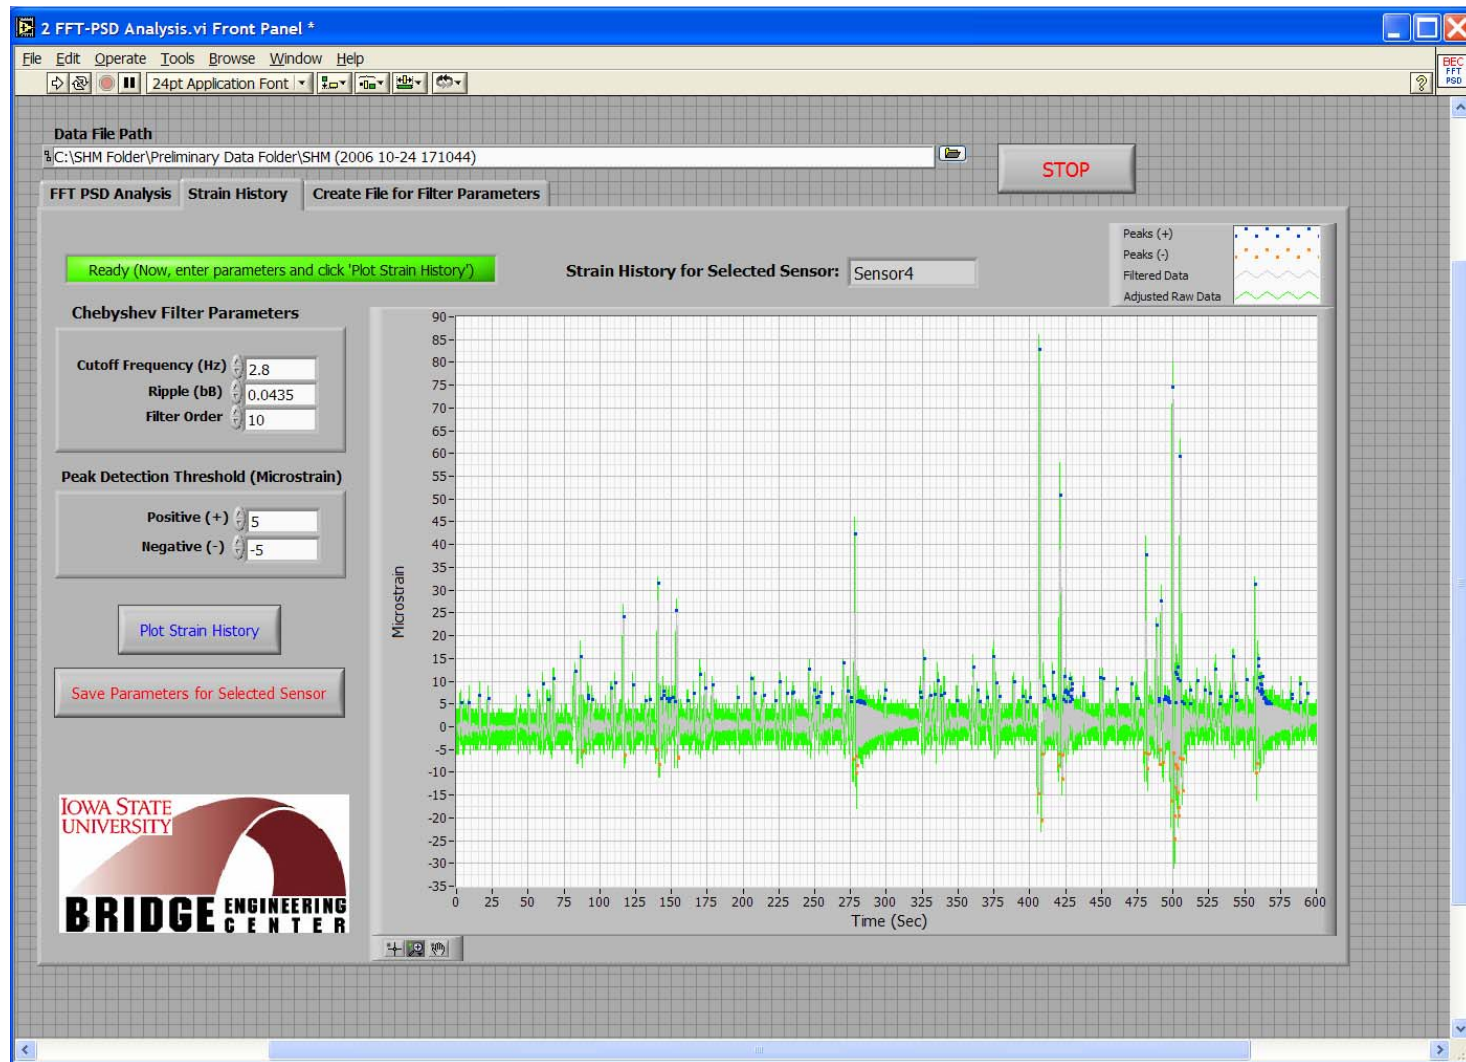 2 FFT-PSD Analysis.vi Front Panel *
File Edit Operate Tools Browse Window Help
24pt Application Font
?
BEC
FFT
PSD
Data File Path
C:\SHM Folder\Preliminary Data Folder\SHM (2006 10-24 171044)
STOP
FFT PSD Analysis Strain History Create File for Filter Parameters
Ready (Now, enter parameters and click 'Plot Strain History')
Strain History for Selected Sensor: Sensor4
Peaks (+)
Peaks (-)
Filtered Data
Adjusted Raw Data
Chebyshev Filter Parameters
Cutoff Frequency (Hz) 2.8
Ripple (bB) 0.0435
Filter Order 10
Peak Detection Threshold (Microstrain)
Positive (+) 5
Negative (-) -5
Plot Strain History
Save Parameters for Selected Sensor
IOWA STATE
UNIVERSITY
BRIDGE ENGINEERING
CENTER
Microstrain
90
85
80
75
70
65
60
55
50
45
40
35
30
25
20
15
10
5
0
-5
-10
-15
-20
-25
-30
-35
0 25 50 75 100 125 150 175 200 225 250 275 300 325 350 375 400 425 450 475 500 525 550 575 600
Time (Sec)